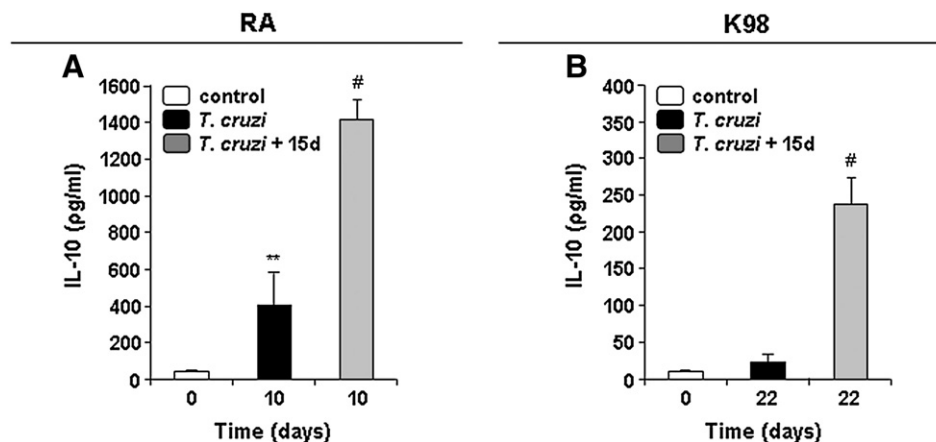 RA
K98
A
IL-10 (ρg/ml)
1600
1400
1200
1000
800
600
400
200
0
control
T. cruzi
T. cruzi + 15d
**
#
0
10
10
Time (days)
B
IL-10 (ρg/ml)
400
350
300
250
200
150
100
50
0
control
T. cruzi
T. cruzi + 15d
#
0
22
22
Time (days)